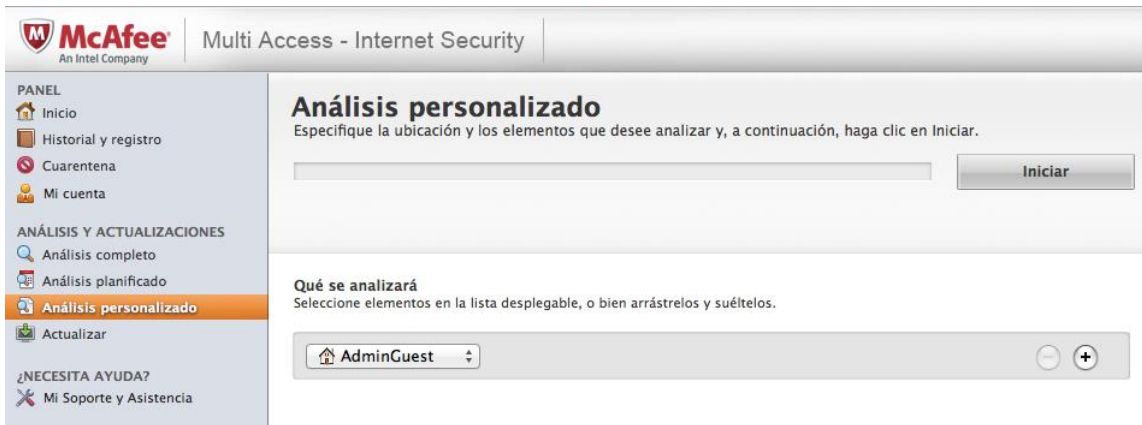 McAfee
An Intel Company
Multi Access - Internet Security
PANEL
Inicio
Historial y registro
Cuarentena
Mi cuenta
ANÁLISIS Y ACTUALIZACIONES
Análisis completo
Análisis planificado
Análisis personalizado
Actualizar
¿NECESITA AYUDA?
Mi Soporte y Asistencia
Análisis personalizado
Especifique la ubicación y los elementos que desee analizar y, a continuación, haga clic en Iniciar.
Iniciar
Qué se analizará
Seleccione elementos en la lista desplegable, o bien arrástrelos y suéltelos.
AdminGuest